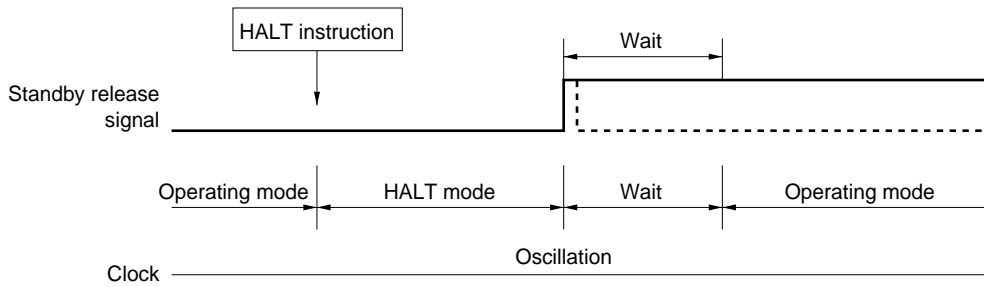 HALT instruction
Wait
Standby release
signal
Operating mode
HALT mode
Wait
Operating mode
Oscillation
Clock